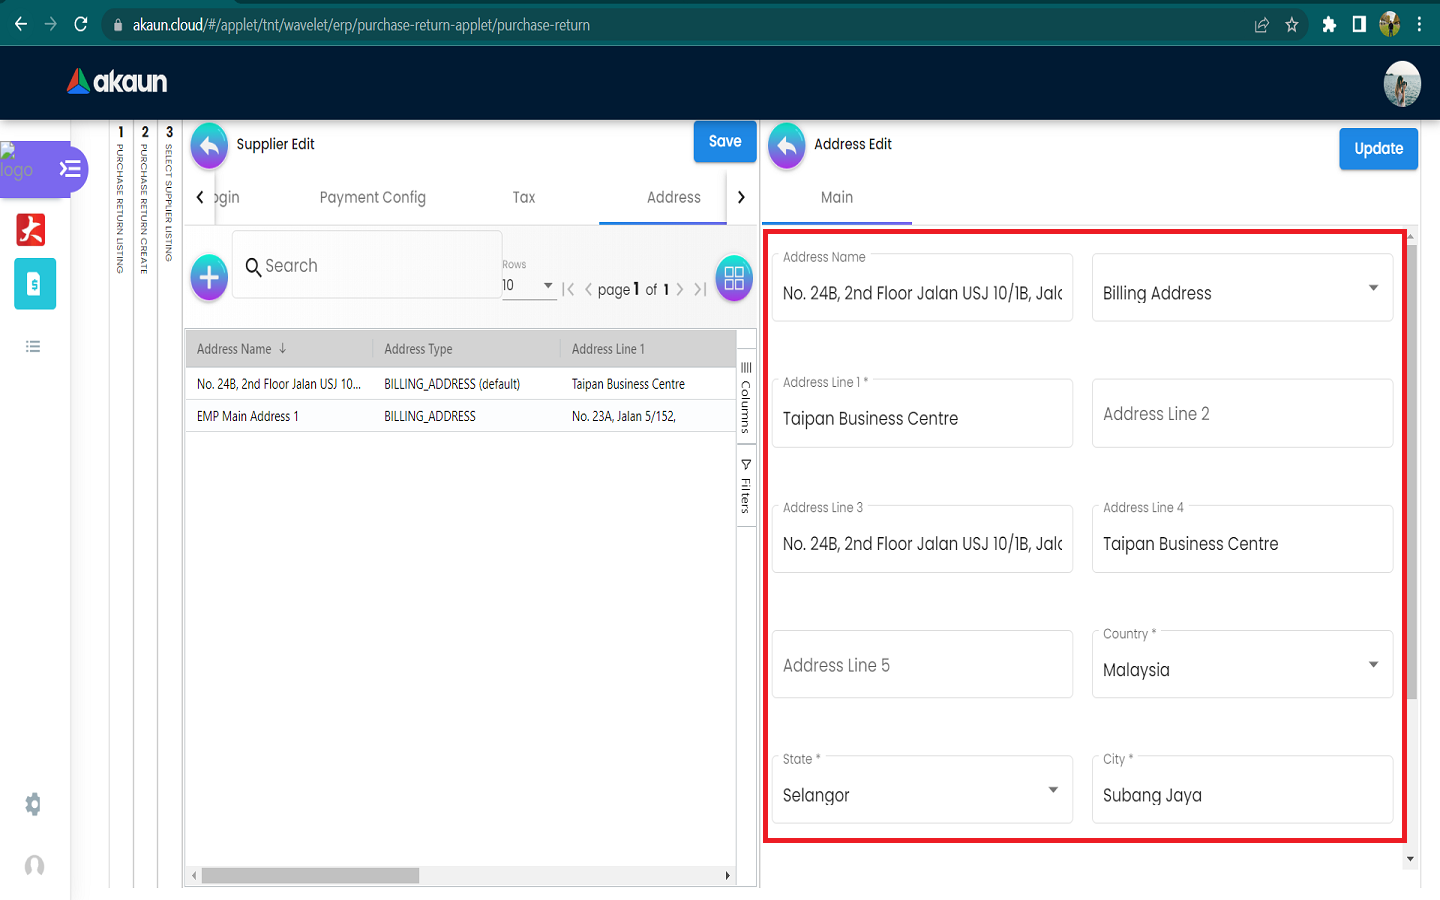 akaun.cloud/#/applet/tnt/wavelet/erp/purchase-return-applet/purchase-return
akaun
logo
1 PURCHASE RETURN LISTING
2 PURCHASE RETURN CREATE
3 SELECT SUPPLIER LISTING
Supplier Edit
Save
ogin
Payment Config
Tax
Address
Search
Rows
10
page 1 of 1
Address Name
Address Type
Address Line 1
No. 24B, 2nd Floor Jalan USJ 10...
BILLING_ADDRESS (default)
Taipan Business Centre
EMP Main Address 1
BILLING_ADDRESS
No. 23A, Jalan 5/152,
Columns
Filters
Address Edit
Update
Main
Address Name
No. 24B, 2nd Floor Jalan USJ 10/1B, Jal
Billing Address
Address Line 1 *
Taipan Business Centre
Address Line 2
Address Line 3
No. 24B, 2nd Floor Jalan USJ 10/1B, Jal
Address Line 4
Taipan Business Centre
Address Line 5
Country *
Malaysia
State *
Selangor
City *
Subang Jaya